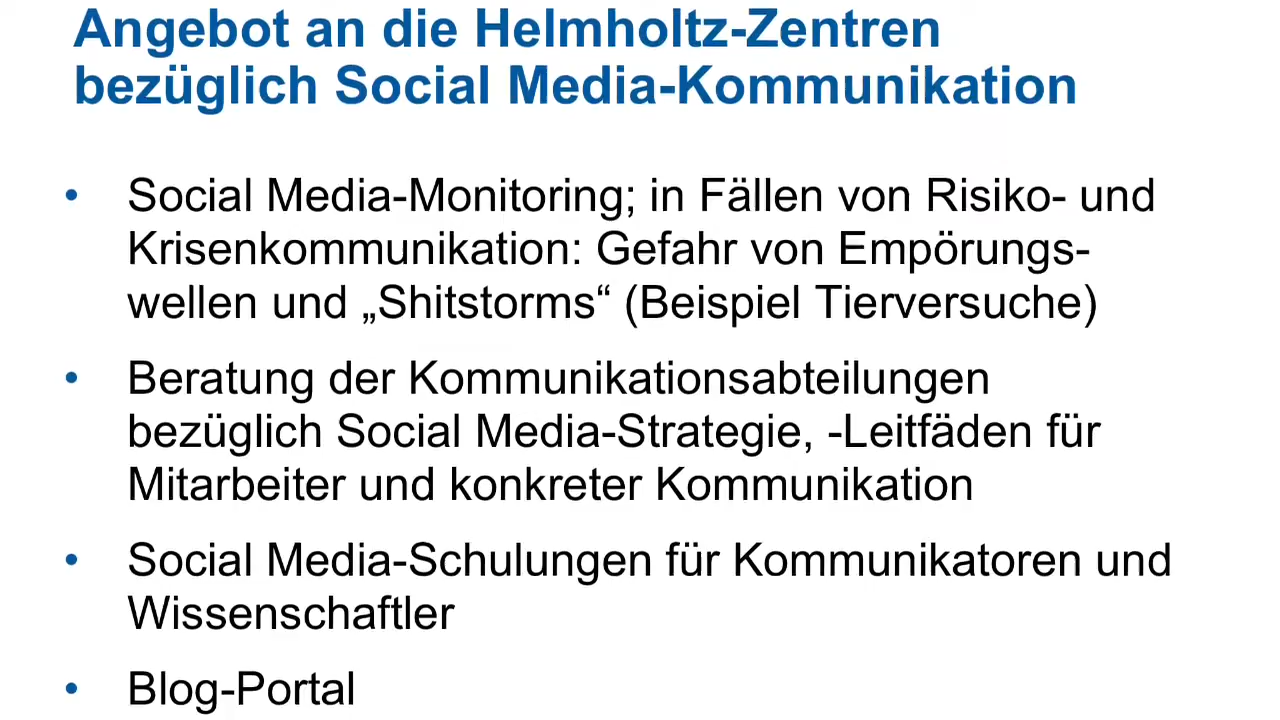 Angebot an die Helmholtz-Zentren
bezüglich Social Media-Kommunikation
• Social Media-Monitoring; in Fällen von Risiko- und
Krisenkommunikation: Gefahr von Empörungs-
wellen und „Shitstorms“ (Beispiel Tierversuche)
• Beratung der Kommunikationsabteilungen
bezüglich Social Media-Strategie, -Leitfäden für
Mitarbeiter und konkreter Kommunikation
• Social Media-Schulungen für Kommunikatoren und
Wissenschaftler
• Blog-Portal